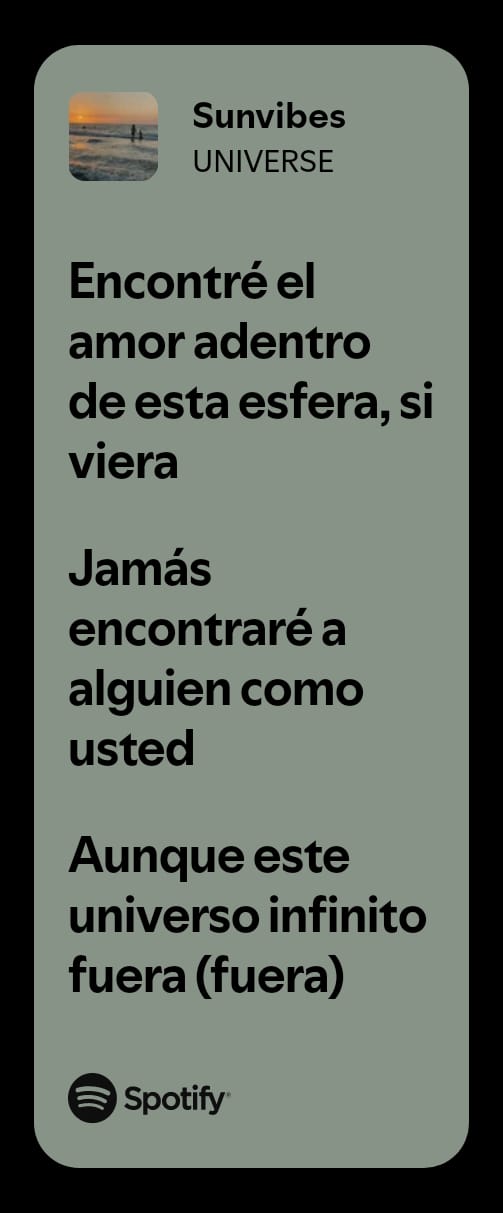 Sunvibes
UNIVERSE
Encontré el
amor adentro
de esta esfera, si
viera
Jamás
encontraré a
alguien como
usted
Aunque este
universo infinito
fuera (fuera)
Spotify®